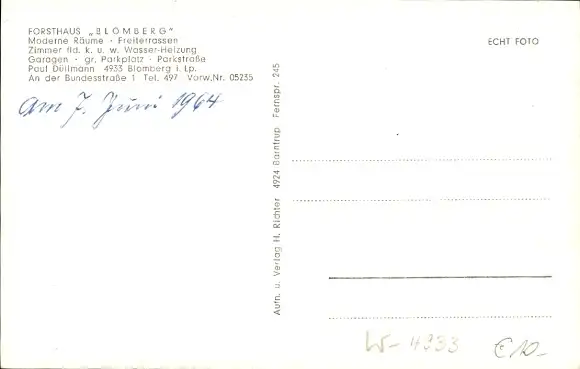 FORSTHAUS „BLOMBERG"
Moderne Räume · Freiterrassen
Zimmer fld. k. u. w. Wasser-Heizung
Garagen · gr. Parkplatz · Parkstraße
Paul Düllmann 4933 Blomberg i. Lp.
An der Bundesstraße 1 Tel. 497 Vorw.Nr. 05235
am 7. Juni 1964
ECHT FOTO
Aufn. u. Verlag H. Richter 4924 Barntrup Fernspr. 245
W-4933
€10-